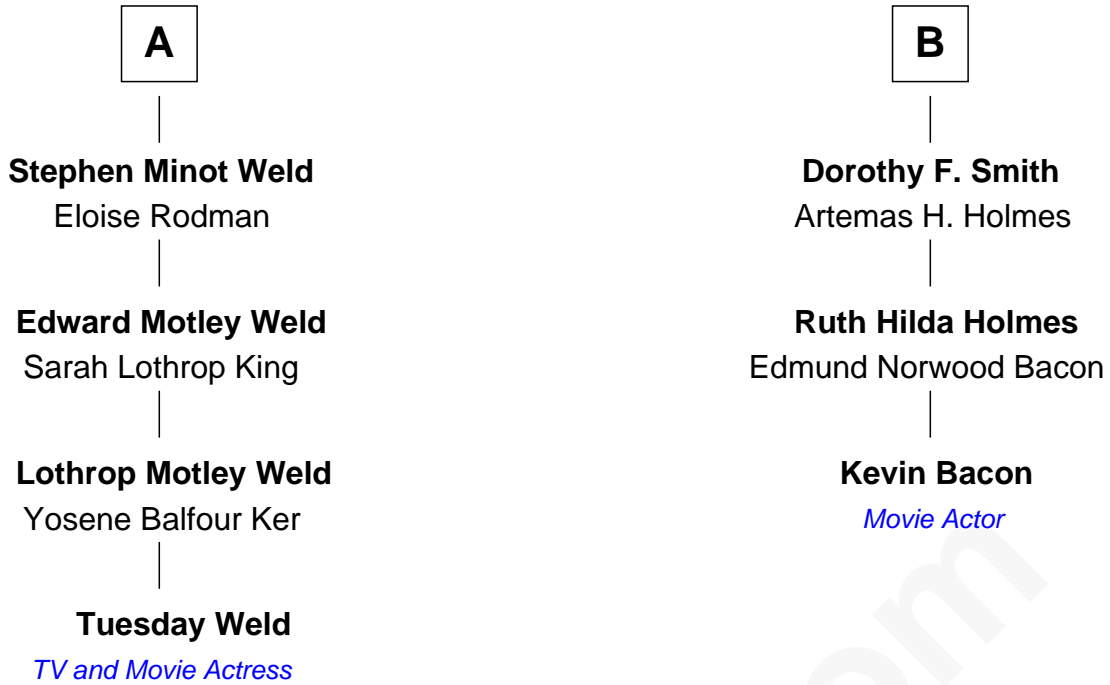 A
Stephen Minot Weld
Eloise Rodman
Edward Motley Weld
Sarah Lothrop King
Lothrop Motley Weld
Yosene Balfour Ker
Tuesday Weld
TV and Movie Actress
B
Dorothy F. Smith
Artemas H. Holmes
Ruth Hilda Holmes
Edmund Norwood Bacon
Kevin Bacon
Movie Actor
om